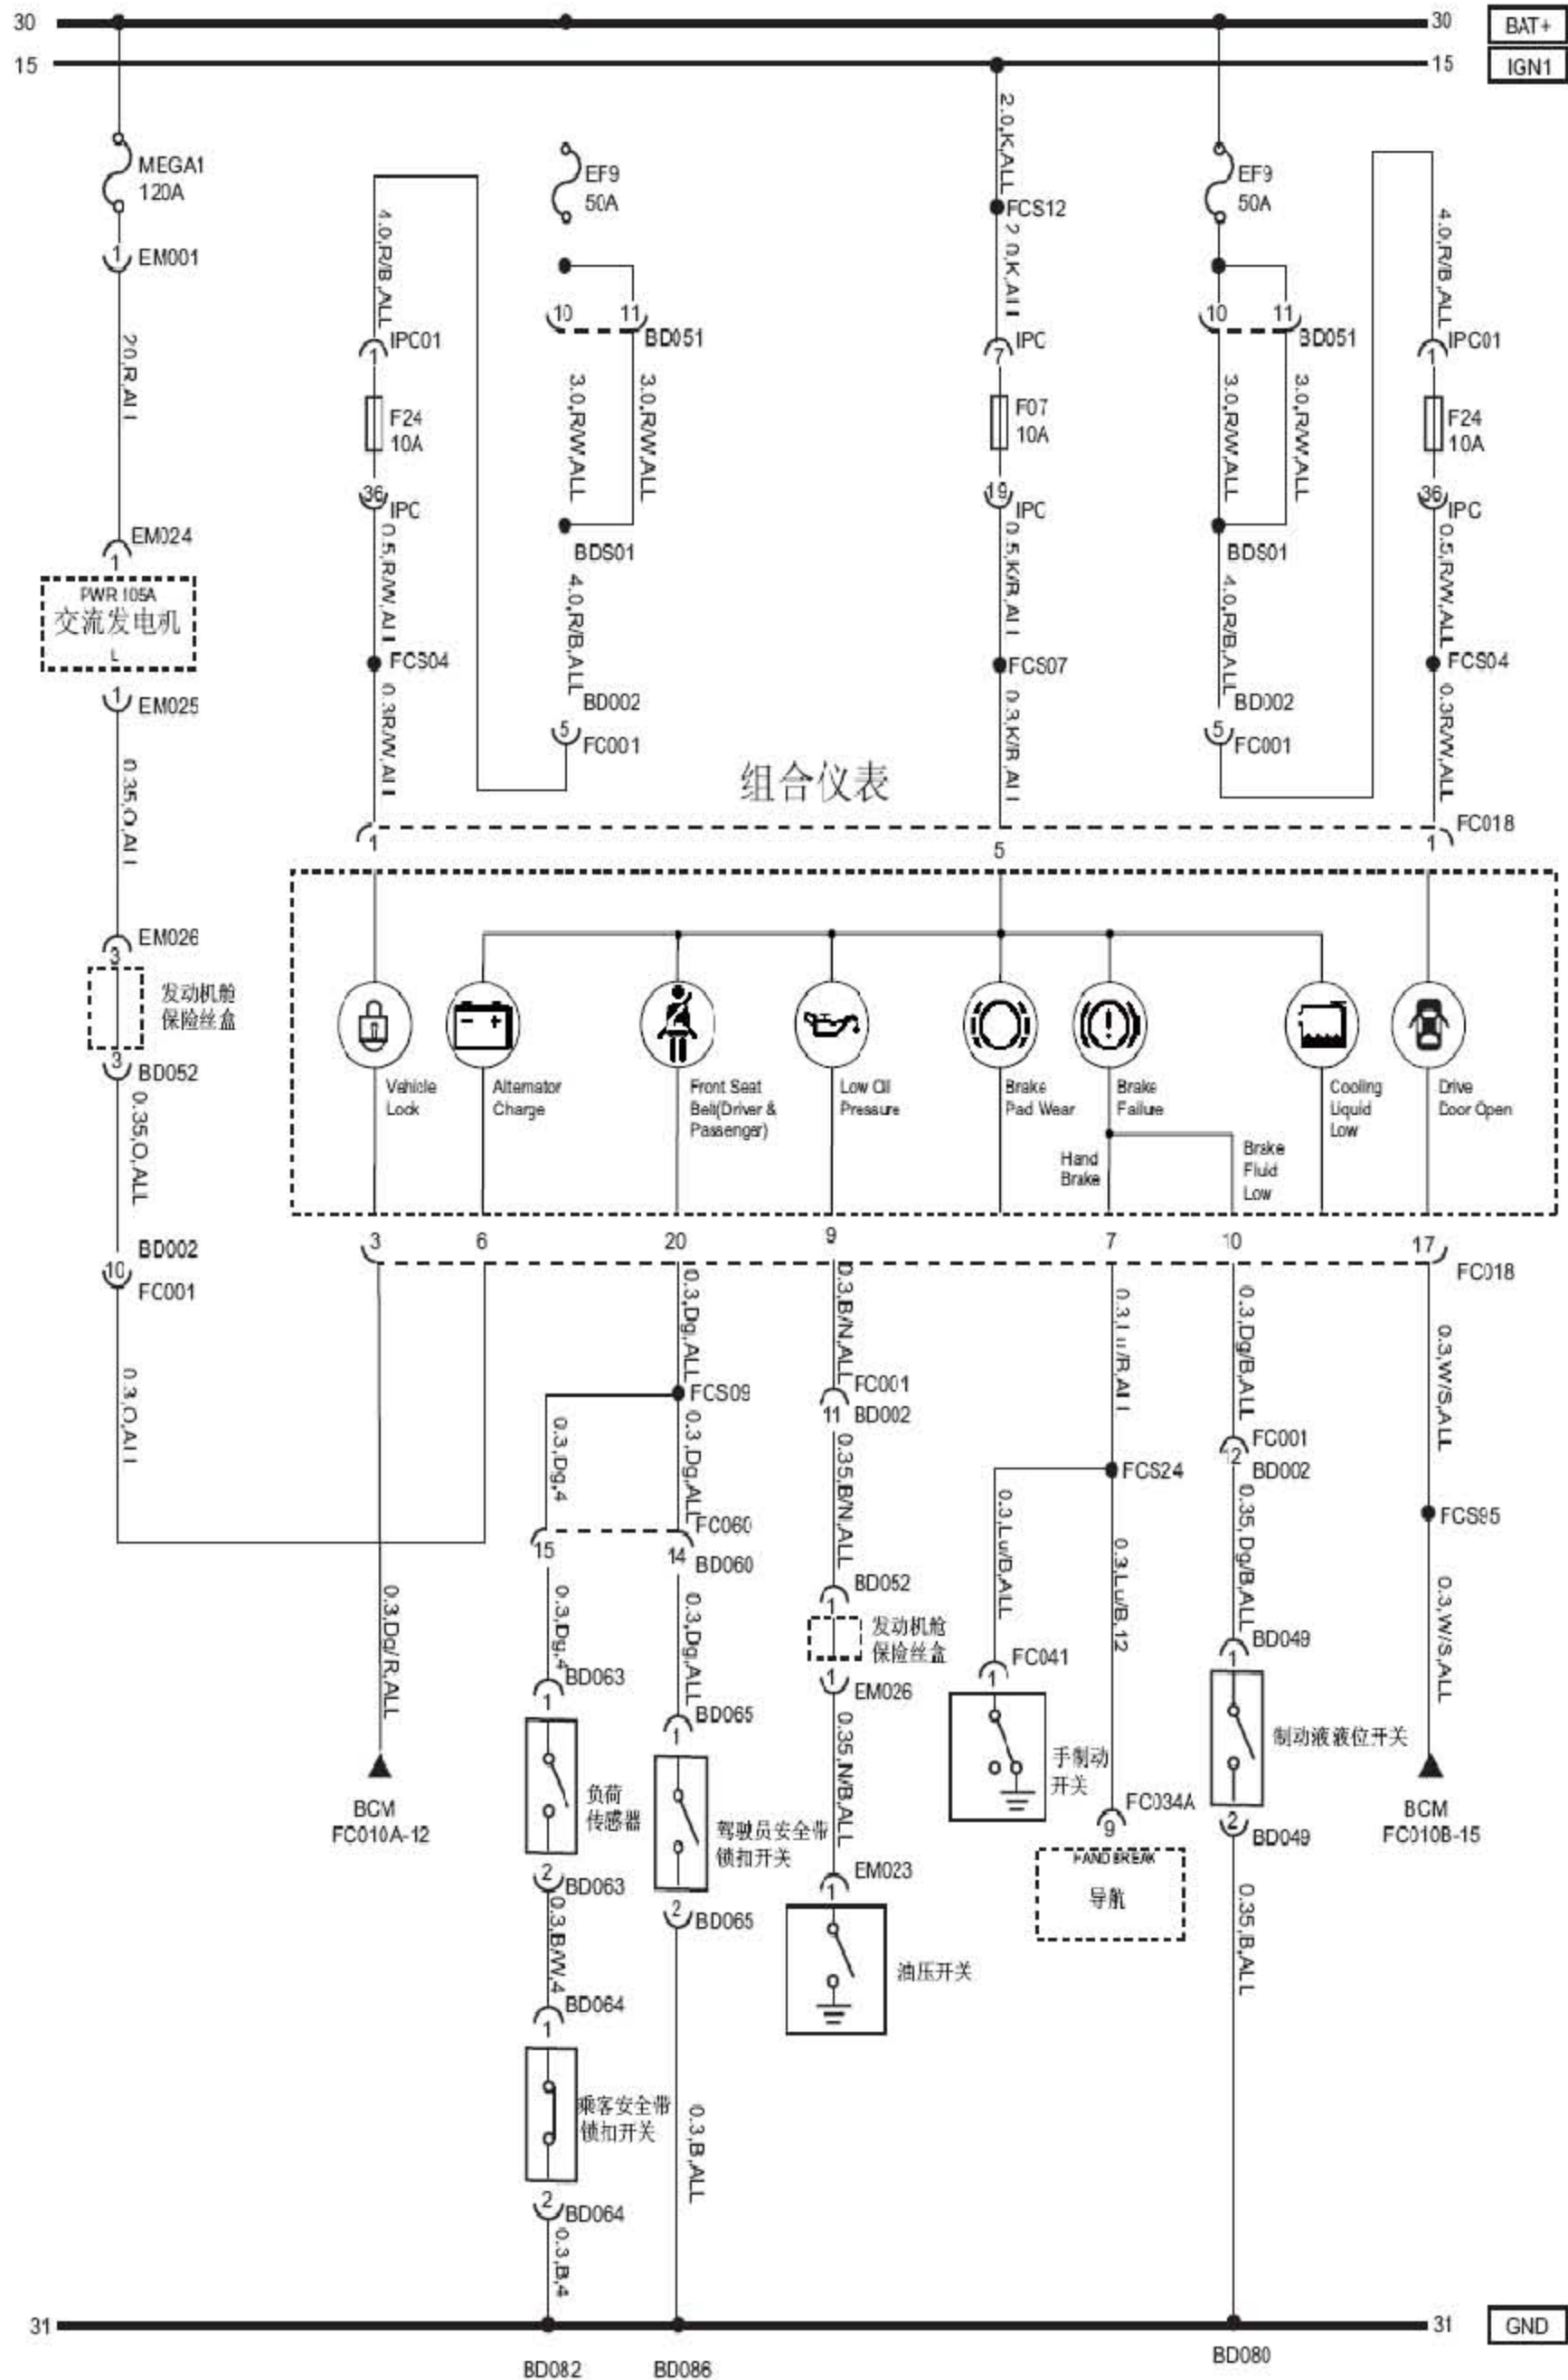 30
30
BAT+
15
15
IGN1
MEGA1
120A
1
EM001
20,R,ALL
EM024
1
PWR 105A
交流发电机
L
1
EM025
0.35,O,ALL
EM026
3
3
发动机舱
保险丝盒
BD052
0.35,O,ALL
BD002
10
FC001
0.3,O,ALL
4.0,R/B,ALL
IPC01
1
F24
10A
36
IPC
0.5,R/W,ALL
FCS04
0.3R/W,ALL
EF9
50A
10
11
BD051
3.0,R/W,ALL
3.0,R/W,ALL
BDS01
4.0,R/B,ALL
BD002
5
FC001
2.0,K,ALL
FCS12
2.0,K,ALL
IPC
7
F07
10A
19
IPC
0.5,K/R,ALL
FCS07
0.3,K/R,ALL
EF9
50A
10
11
BD051
3.0,R/W,ALL
3.0,R/W,ALL
BDS01
4.0,R/B,ALL
BD002
5
FC001
4.0,R/B,ALL
IPC01
1
F24
10A
36
IPC
0.5,R/W,ALL
FCS04
0.3R/W,ALL
组合仪表
1
5
1
FC018
Vehicle
Lock
Alternator
Charge
Front Seat
Belt(Driver &
Passenger)
Low Oil
Pressure
Brake
Pad Wear
Brake
Failure
Hand
Brake
Brake
Fluid
Low
Cooling
Liquid
Low
Drive
Door Open
3
6
20
9
7
10
17
FC018
0.3,Dg/R,ALL
BCM
FC010A-12
0.3,Dg,ALL
FCS09
0.3,Dg,4
0.3,Dg,ALL
FC060
15
14
BD060
0.3,Dg,4
BD063
1
负荷
传感器
2
BD063
0.3,B/W,4
BD064
1
乘客安全带
锁扣开关
2
BD064
0.3,B,4
0.3,Dg,ALL
BD065
1
驾驶员安全带
锁扣开关
2
BD065
0.3,B,ALL
0.3,B/N,ALL
FC001
11
BD002
0.35,B/N,ALL
BD052
1
发动机舱
保险丝盒
1
EM026
0.35,N/B,ALL
EM023
1
油压开关
0.3,Lu/B,ALL
FCS24
0.3,Lu/B,ALL
FC041
1
手制动
开关
0.3,Lu/B,12
FC034A
9
HAND BREAK
导航
0.3,Dg/B,ALL
FC001
12
BD002
0.35,Dg/B,ALL
BD049
1
制动液液位开关
2
BD049
0.35,B,ALL
0.3,W/S,ALL
FCS95
0.3,W/S,ALL
BCM
FC010B-15
31
31
GND
BD082
BD086
BD080